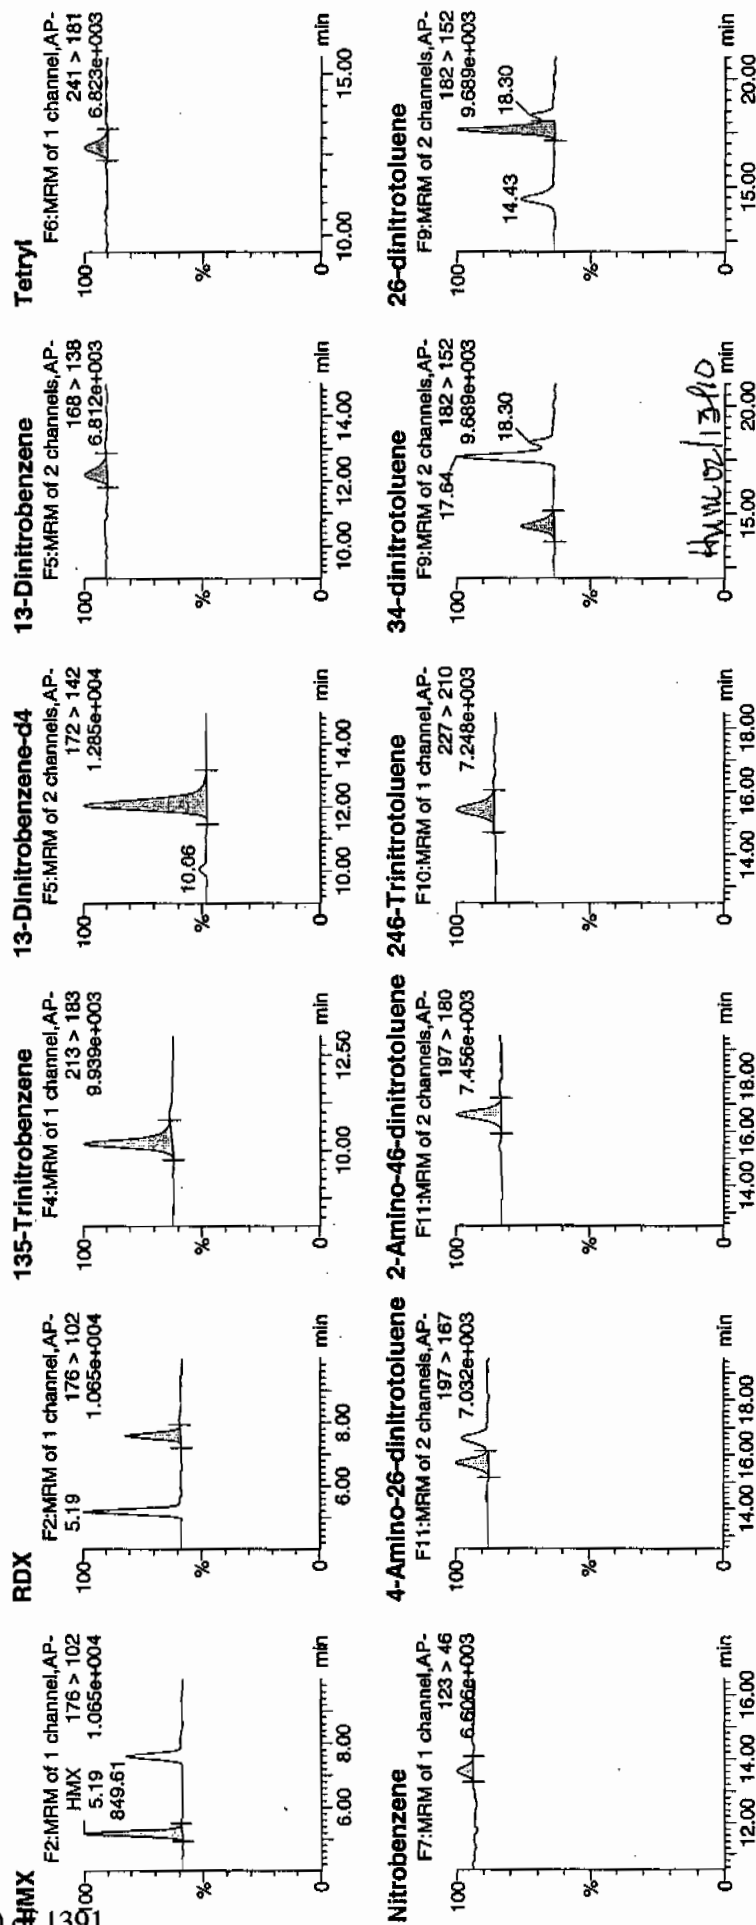 1391
HMX
F2:MRM of 1 channel,AP-
176 > 102
1.065e+004
HMX
5.19
849.61
100
%
0
6.00 8.00 min
RDX
F2:MRM of 1 channel,AP-
176 > 102
1.065e+004
5.19
100
%
0
6.00 8.00 min
135-Trinitrobenzene
F4:MRM of 1 channel,AP-
213 > 183
9.939e+003
100
%
0
10.00 12.50 min
13-Dinitrobenzene-d4
F5:MRM of 2 channels,AP-
172 > 142
1.285e+004
10.06
100
%
0
10.00 12.00 14.00 min
13-Dinitrobenzene
F5:MRM of 2 channels,AP-
168 > 138
6.812e+003
100
%
0
10.00 12.00 14.00 min
Tetryl
F6:MRM of 1 channel,AP-
241 > 181
6.823e+003
100
%
0
10.00 15.00 min
Nitrobenzene
F7:MRM of 1 channel,AP-
123 > 46
6.606e+003
100
%
0
12.00 14.00 16.00 min
4-Amino-26-dinitrotoluene
F11:MRM of 2 channels,AP-
197 > 167
7.032e+003
100
%
0
14.00 16.00 18.00 min
2-Amino-46-dinitrotoluene
F11:MRM of 2 channels,AP-
197 > 180
7.456e+003
100
%
0
14.00 16.00 18.00 min
246-Trinitrotoluene
F10:MRM of 1 channel,AP-
227 > 210
7.248e+003
100
%
0
14.00 16.00 18.00 min
34-dinitrotoluene
F9:MRM of 2 channels,AP-
182 > 152
9.689e+003
17.64
18.30
100
%
0
15.00 20.00 min
26-dinitrotoluene
F9:MRM of 2 channels,AP-
182 > 152
9.689e+003
14.43
18.30
100
%
0
15.00 20.00 min